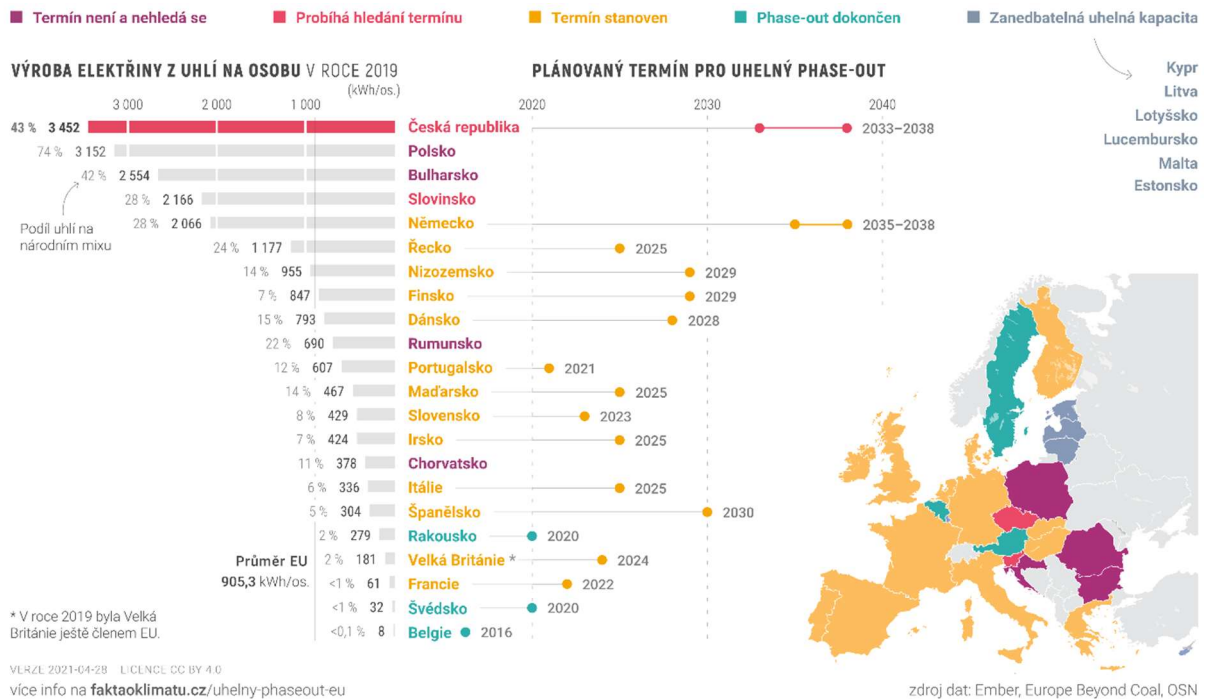 Termín není a nehledá se
Probíhá hledání termínu
Termín stanoven
Phase-out dokončen
Zanedbatelná uhelná kapacita
Kypr
Litva
Lotyšsko
Lucembursko
Malta
Estonsko
VÝROBA ELEKTŘINY Z UHLÍ NA OSOBU V ROCE 2019
(kWh/os.)
PLÁNOVANÝ TERMÍN PRO UHELNÝ PHASE-OUT
3 000 2 000 1 000
2020 2030 2040
43 % 3 452 Česká republika 2033–2038
74 % 3 152 Polsko
42 % 2 554 Bulharsko
28 % 2 166 Slovinsko
28 % 2 066 Německo 2035–2038
24 % 1 177 Řecko 2025
14 % 955 Nizozemsko 2029
7 % 847 Finsko 2029
15 % 793 Dánsko 2028
22 % 690 Rumunsko
12 % 607 Portugalsko 2021
14 % 467 Maďarsko 2025
8 % 429 Slovensko 2023
7 % 424 Irsko 2025
11 % 378 Chorvatsko
6 % 336 Itálie 2025
5 % 304 Španělsko 2030
2 % 279 Rakousko 2020
2 % 181 Velká Británie * 2024
<1 % 61 Francie 2022
<1 % 32 Švédsko 2020
<0,1 % 8 Belgie 2016
Podíl uhlí na
národním mixu
Průměr EU
905,3 kWh/os.
* V roce 2019 byla Velká
Británie ještě členem EU.
VERZE 2021-04-28 LICENCE CC BY 4.0
více info na faktaoklimatu.cz/uhelny-phaseout-eu
zdroj dat: Ember, Europe Beyond Coal, OSN